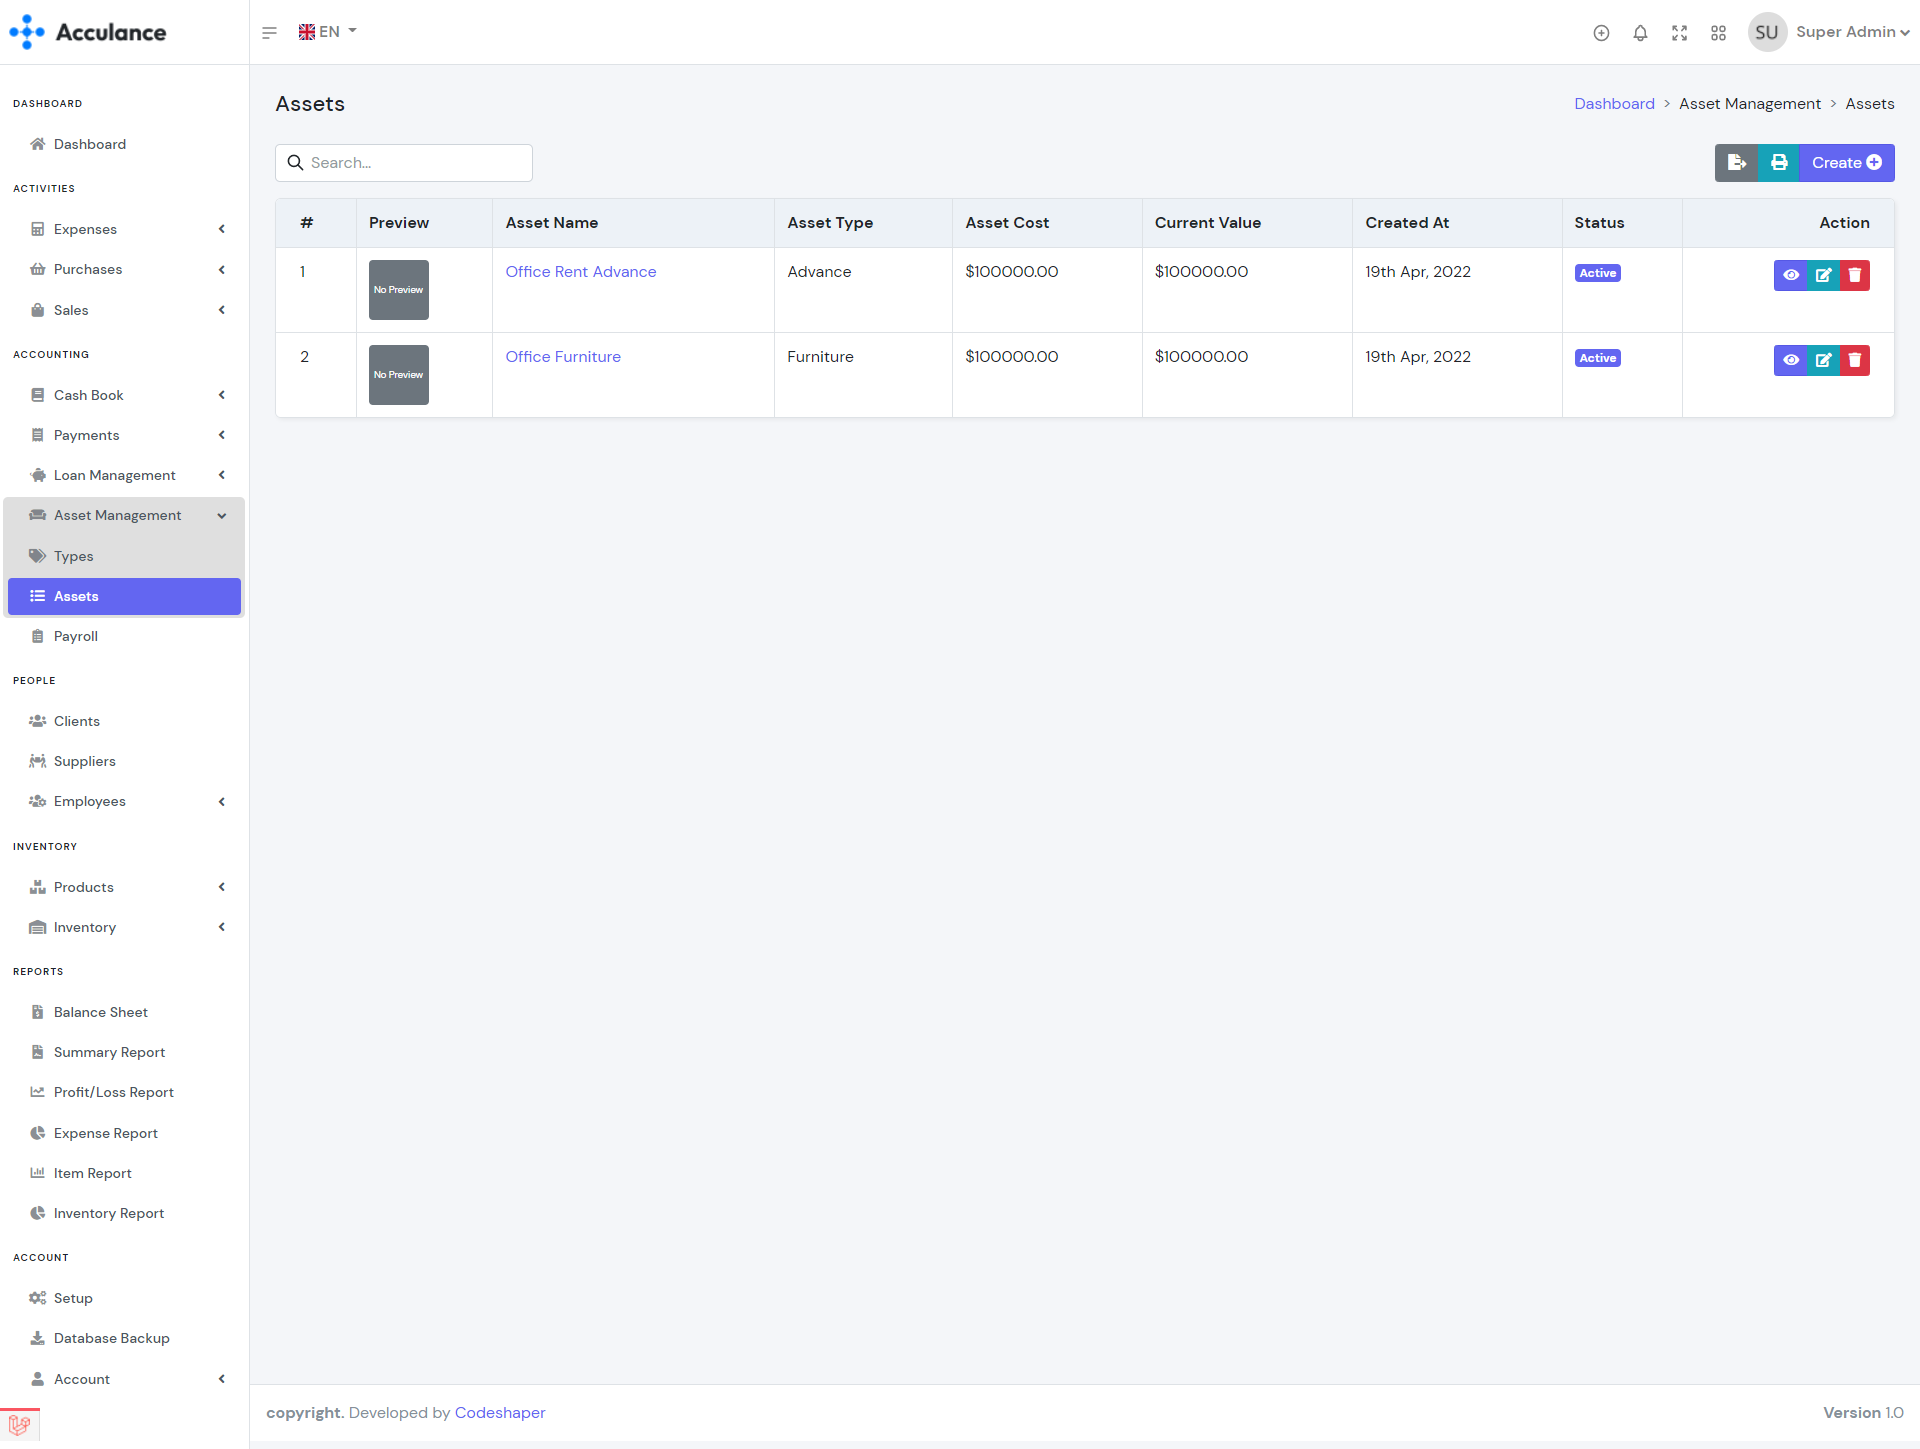 Acculance
EN
SU Super Admin
DASHBOARD
Dashboard
ACTIVITIES
Expenses
Purchases
Sales
ACCOUNTING
Cash Book
Payments
Loan Management
Asset Management
Types
Assets
Payroll
PEOPLE
Clients
Suppliers
Employees
INVENTORY
Products
Inventory
REPORTS
Balance Sheet
Summary Report
Profit/Loss Report
Expense Report
Item Report
Inventory Report
ACCOUNT
Setup
Database Backup
Account
Assets
Dashboard > Asset Management > Assets
Search...
Create
# Preview Asset Name Asset Type Asset Cost Current Value Created At Status Action
1 No Preview Office Rent Advance Advance $100000.00 $100000.00 19th Apr, 2022 Active
2 No Preview Office Furniture Furniture $100000.00 $100000.00 19th Apr, 2022 Active
copyright. Developed by Codeshaper
Version 1.0